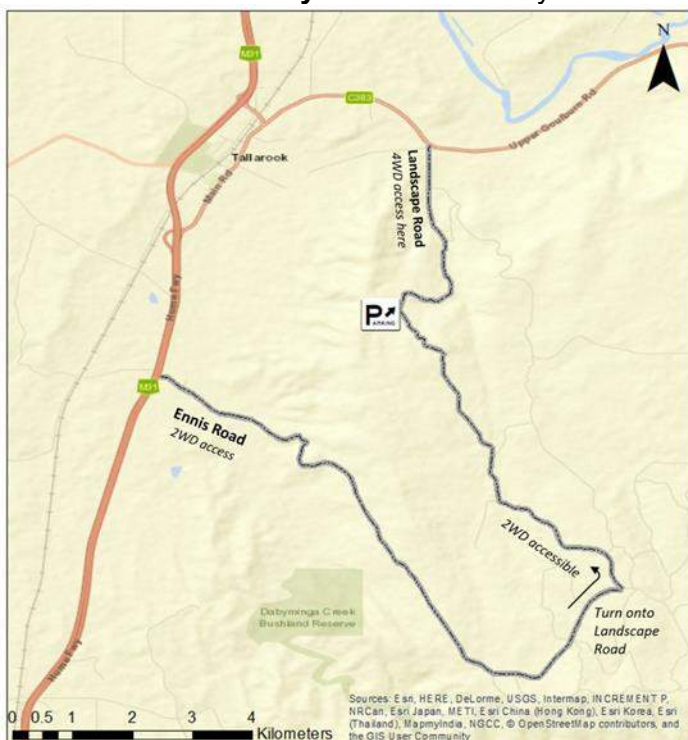 N
M31
C383
Upper Goulburn Rd
Tallarook
Main Rd
Landscape Road
4WD access here
Hume Fwy
P
PARKING
M31
Ennis Road
2WD access
2WD accessible
Dabyminga Creek
Bushland Reserve
Turn onto
Landscape
Road
Hume Fwy
0 0.5 1 2 3 4
Kilometers
Sources: Esri, HERE, DeLorme, USGS, Intermap, INCREMENT P,
NRCan, Esri Japan, METI, Esri China (Hong Kong), Esri Korea, Esri
(Thailand), MapmyIndia, NGCC, © OpenStreetMap contributors, and
the GIS User Community